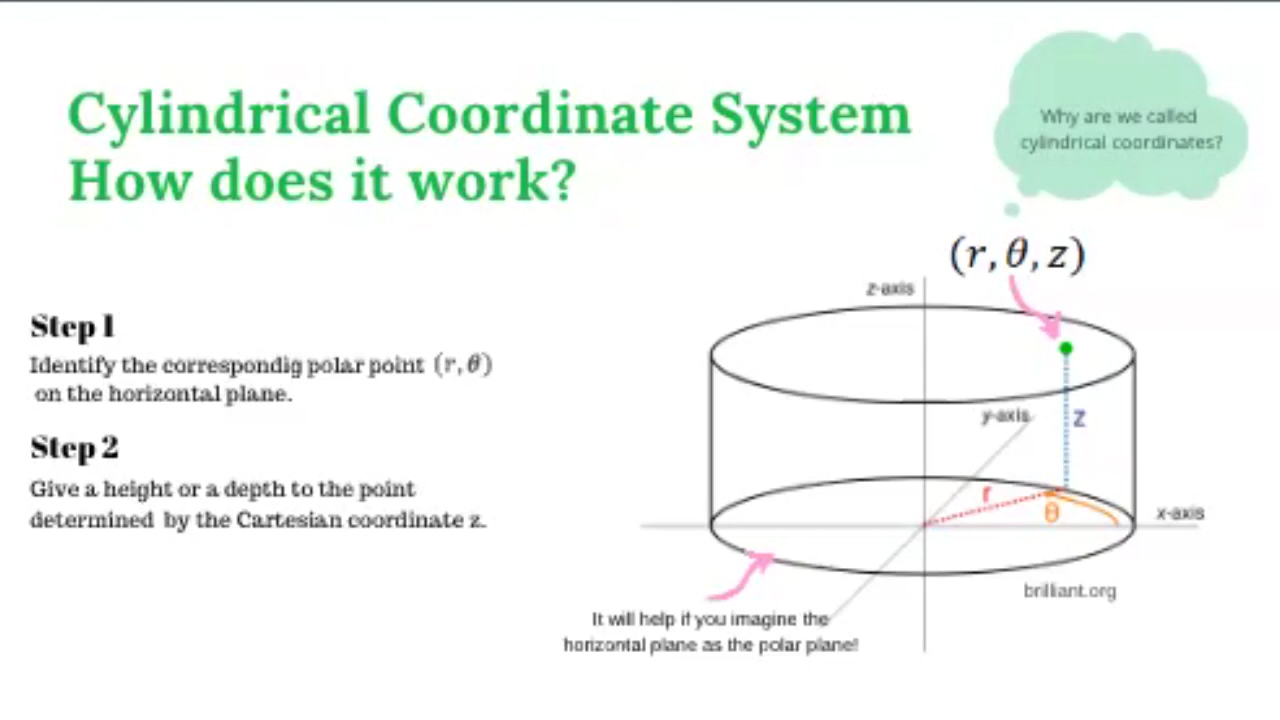 Cylindrical Coordinate System
How does it work?
Why are we called
cylindrical coordinates?
(r, θ, z)
z-axis
Step 1
Identify the correspondig polar point (r, θ)
on the horizontal plane.
y-axis
z
Step 2
Give a height or a depth to the point
determined by the Cartesian coordinate z.
r
θ
x-axis
brilliant.org
It will help if you imagine the
horizontal plane as the polar plane!